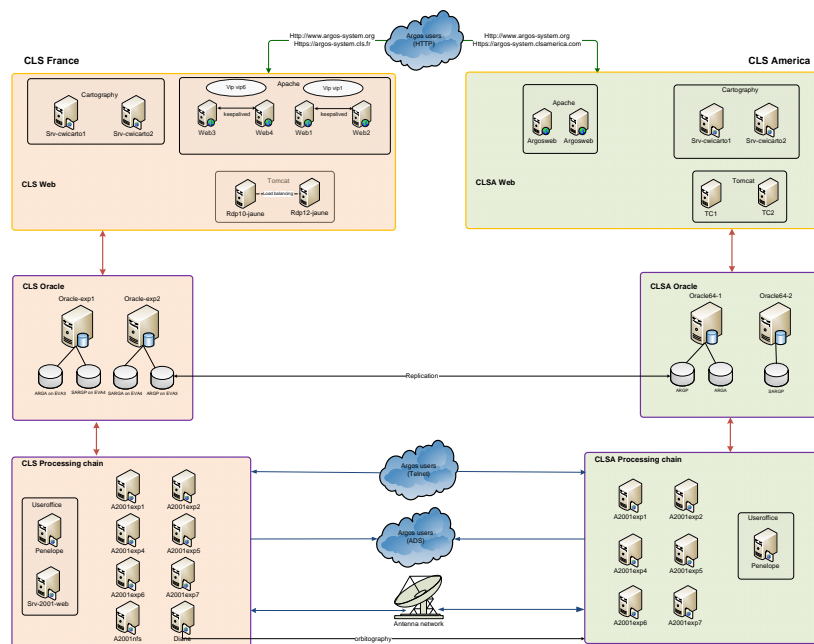 Http://www.argos-system.org
Https://argos-system.cls.fr
Argos users
(HTTP)
Http://www.argos-system.org
Https://argos-system.clsamerica.com
CLS France
CLS America
Cartography
Srv-cwicarto1
Srv-cwicarto2
Vip vip6
Apache
Vip vip1
Web3
keepalived
Web4
Web1
keepalived
Web2
Tomcat
Load balancing
Rdp10-jaune
Rdp12-jaune
CLS Web
Apache
Argosweb
Argosweb
Cartography
Srv-cwicarto1
Srv-cwicarto2
CLSA Web
Tomcat
TC1
TC2
CLS Oracle
Oracle-exp1
Oracle-exp2
ARGA on EVA3
SARGP on EVA4
SARGA on EVA4
ARGP on EVA3
Replication
CLSA Oracle
Oracle64-1
Oracle64-2
ARGP
ARGA
SARGP
CLS Processing chain
Useroffice
Penelope
Srv-2001-web
A2001exp1
A2001exp2
A2001exp4
A2001exp5
A2001exp6
A2001exp7
A2001nfs
Diane
Argos users
(Telnet)
Argos users
(ADS)
Antenna network
orbitography
CLSA Processing chain
A2001exp1
A2001exp2
A2001exp4
A2001exp5
A2001exp6
A2001exp7
Useroffice
Penelope